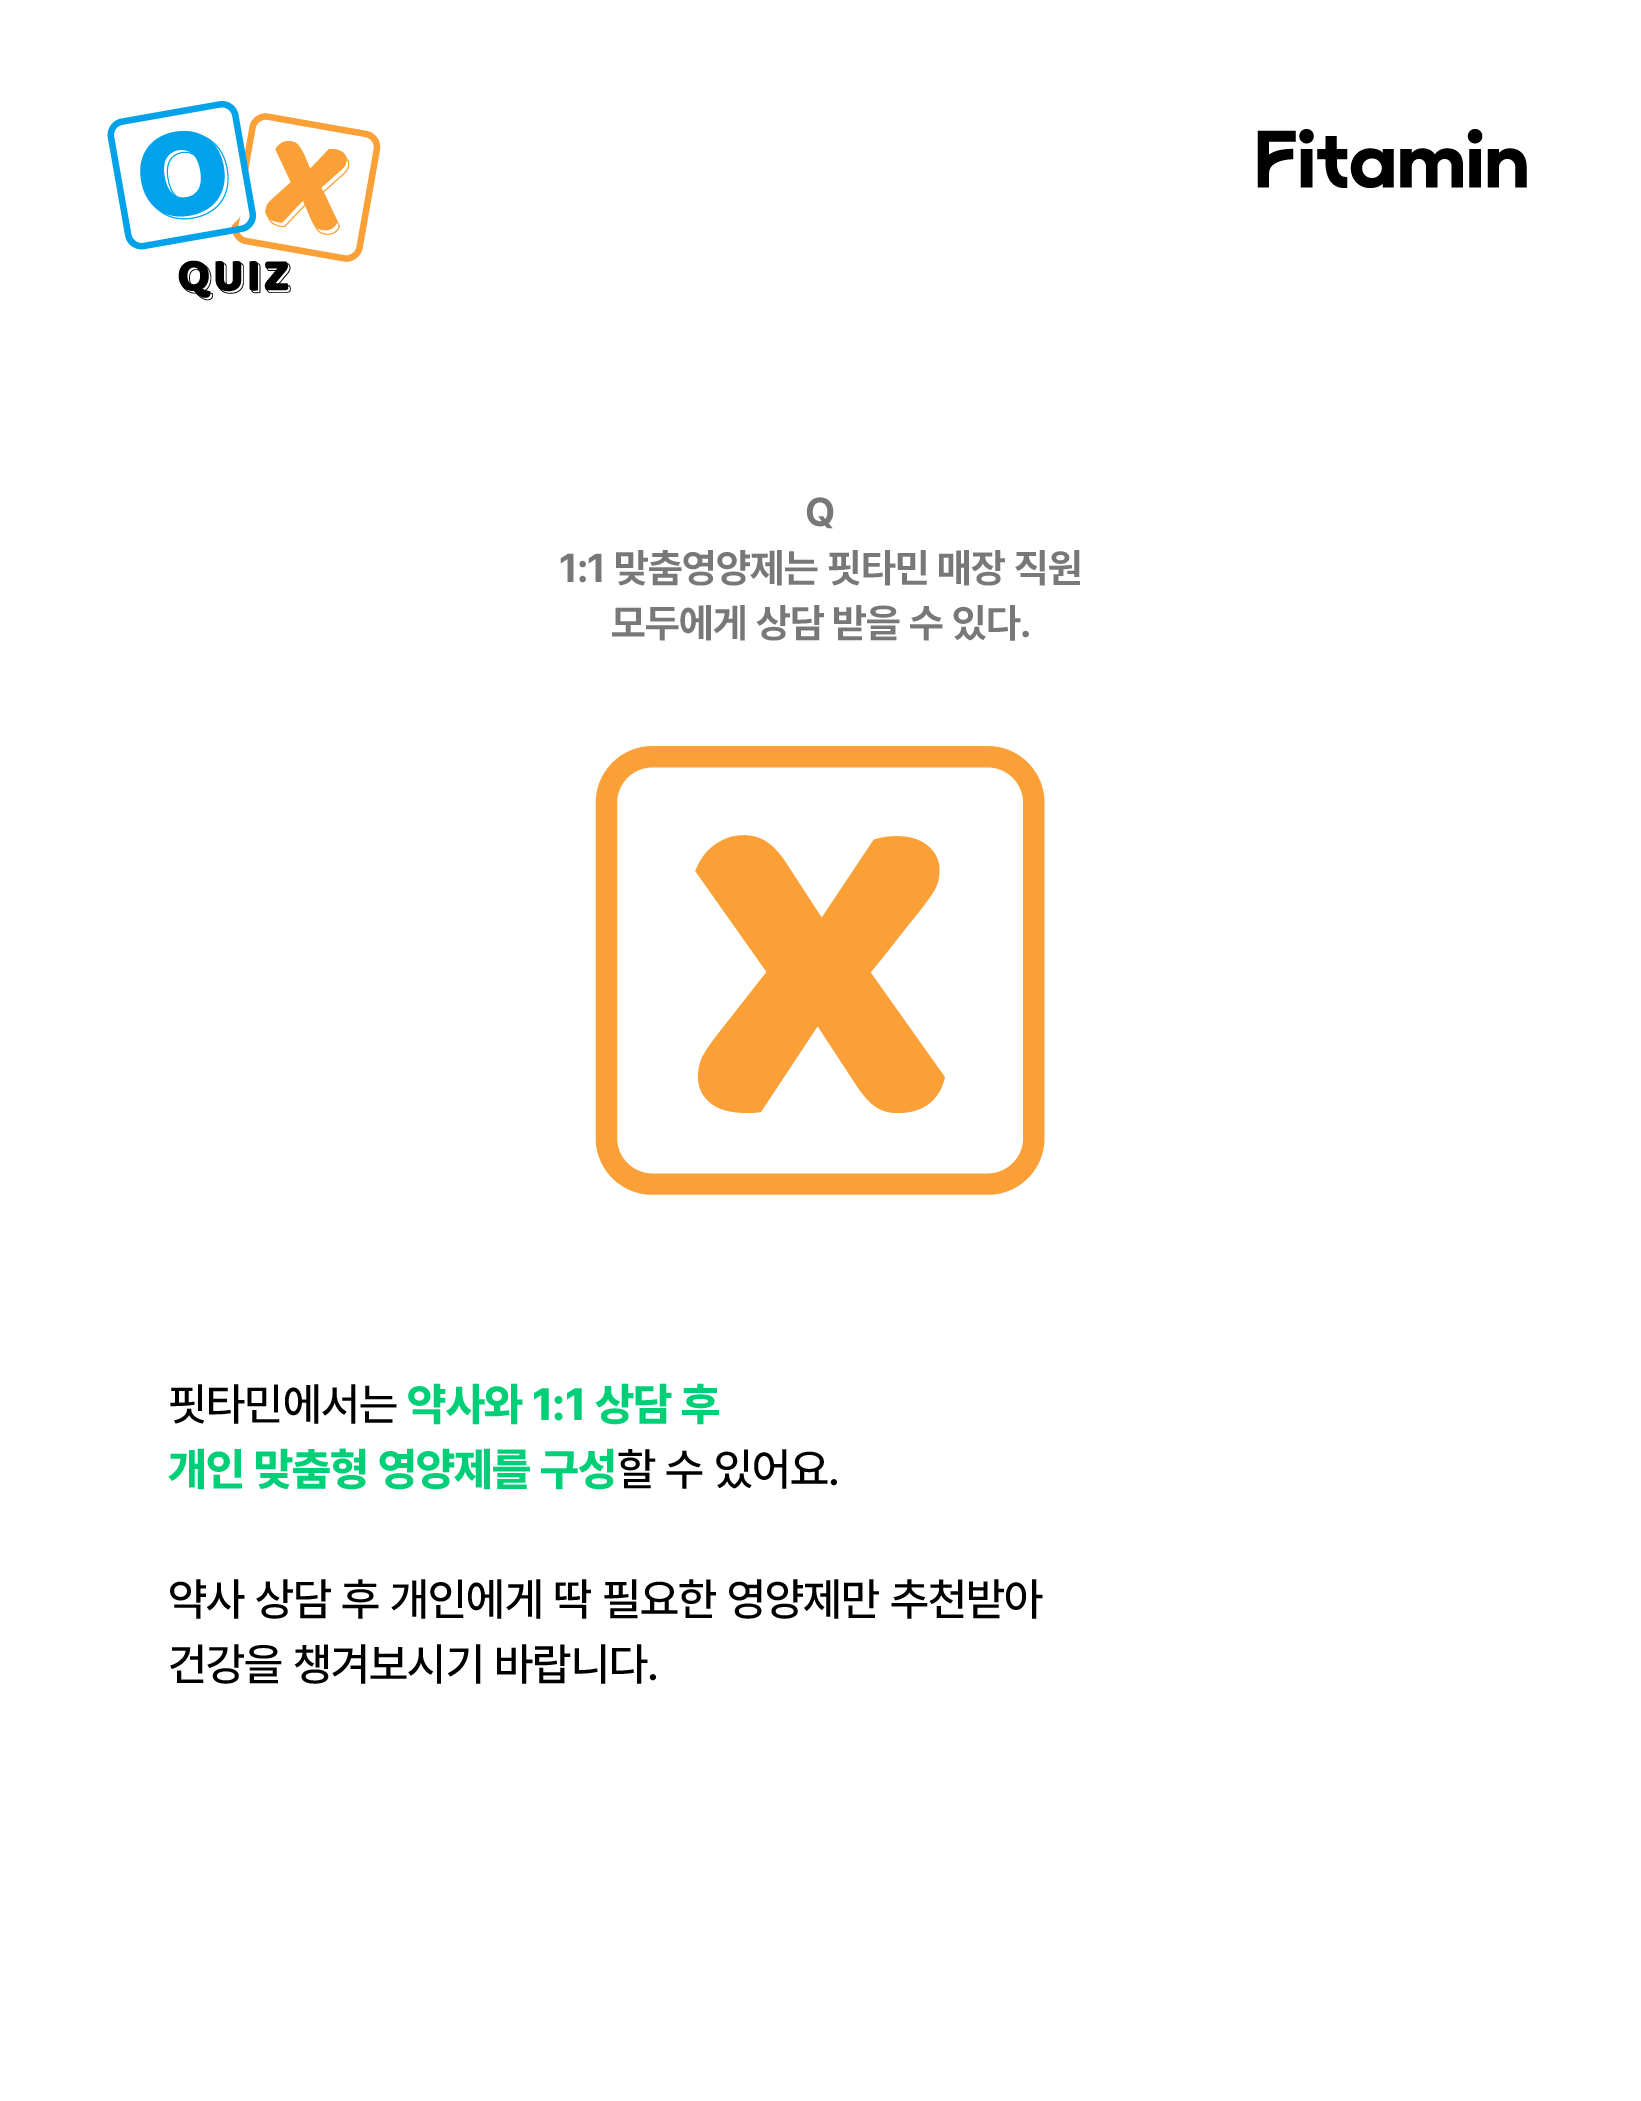 O X
QUIZ
Fitamin
Q
1:1 맞춤영양제는 핏타민 매장 직원
모두에게 상담 받을 수 있다.
X
핏타민에서는 약사와 1:1 상담 후
개인 맞춤형 영양제를 구성할 수 있어요.
약사 상담 후 개인에게 딱 필요한 영양제만 추천받아
건강을 챙겨보시기 바랍니다.